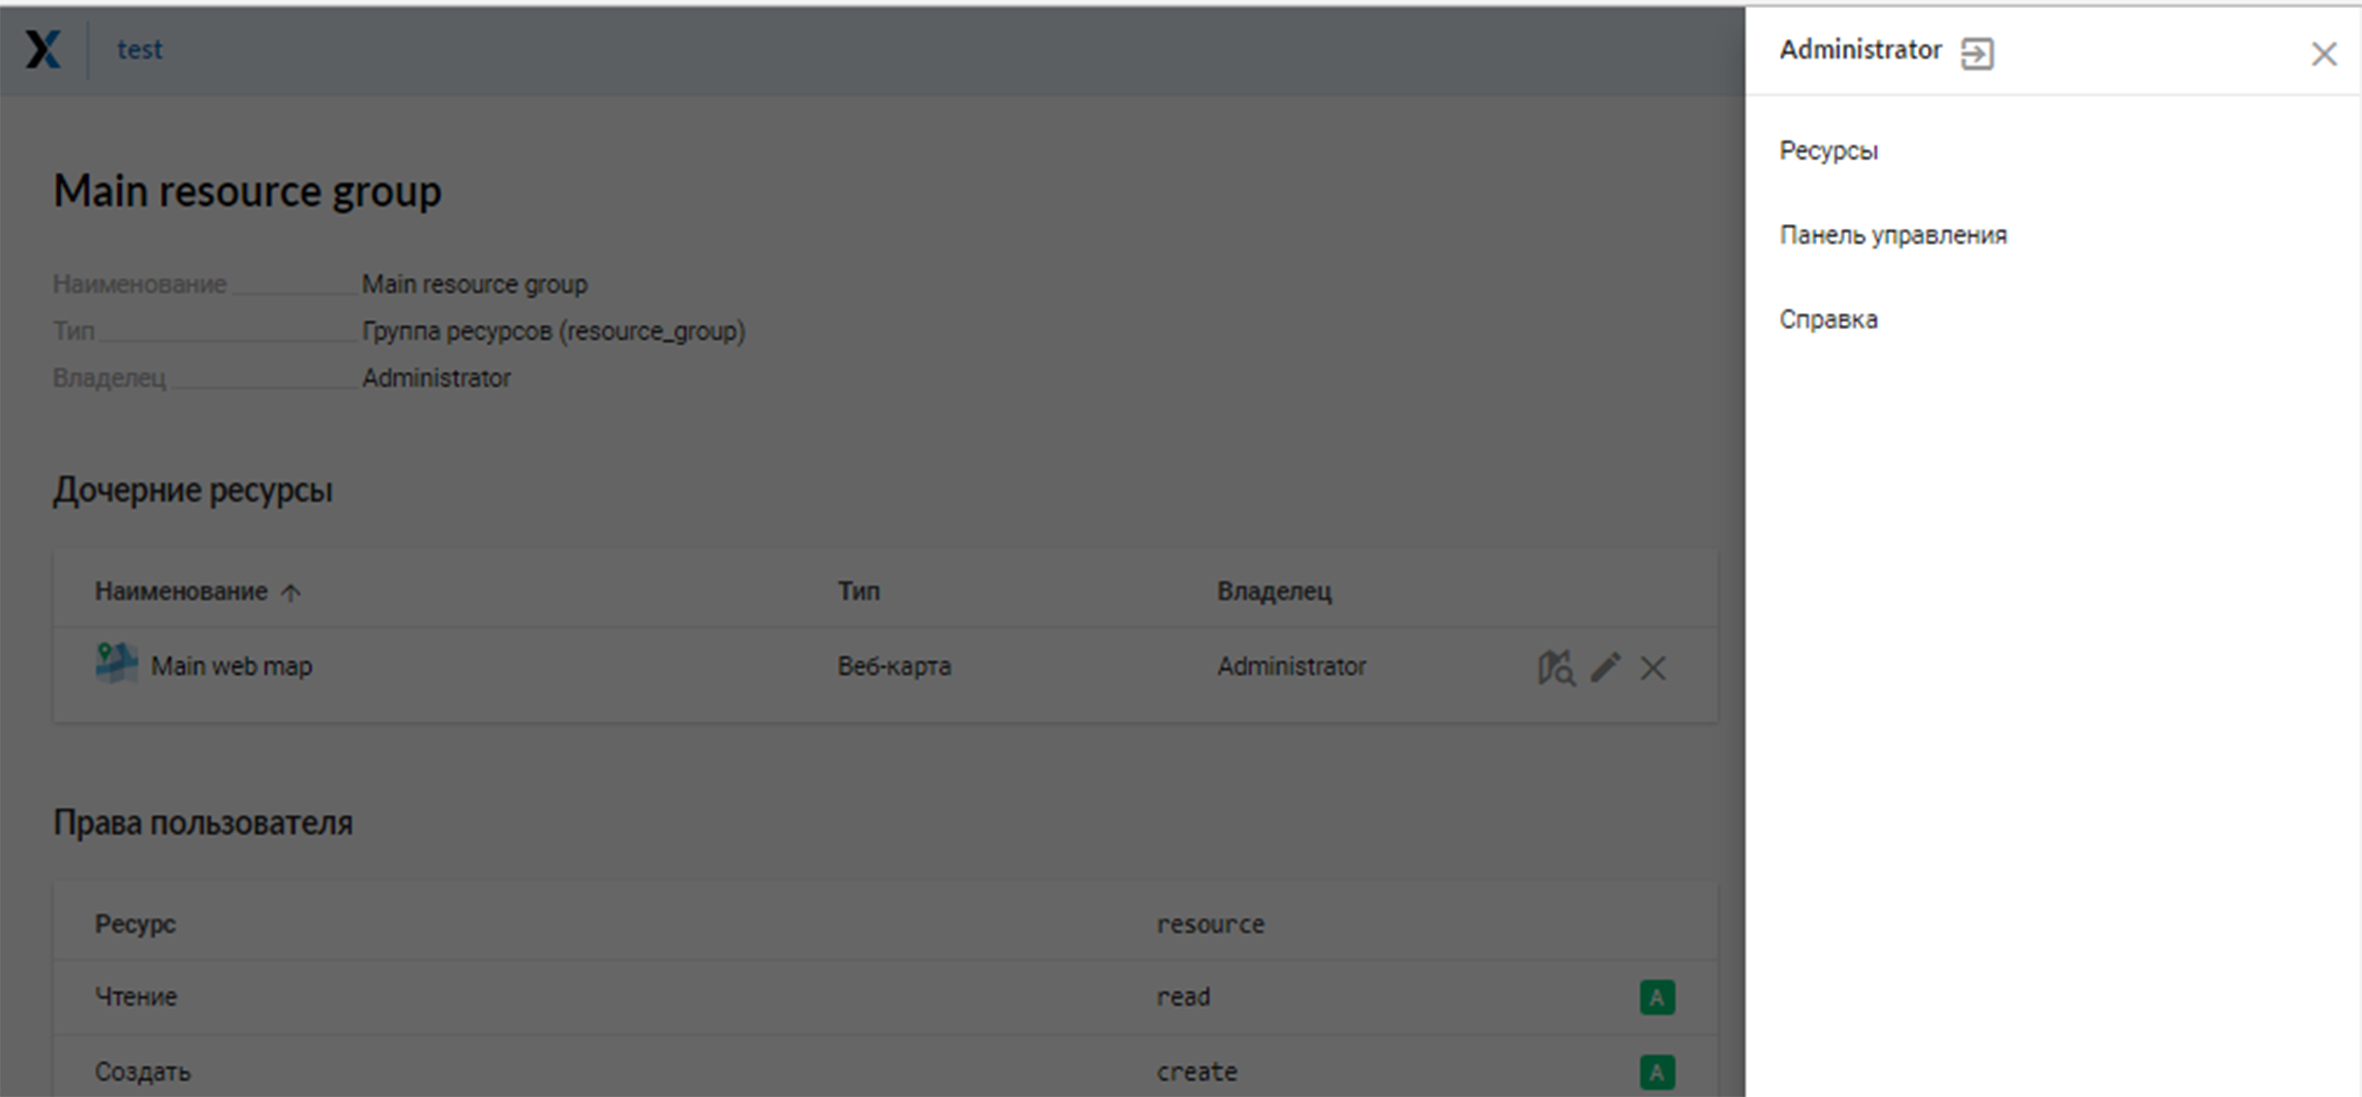 test
Administrator
Ресурсы
Панель управления
Справка
Main resource group
Наименование Main resource group
Тип Группа ресурсов (resource_group)
Владелец Administrator
Дочерние ресурсы
Наименование Тип Владелец
Main web map Веб-карта Administrator
Права пользователя
Ресурс resource
Чтение read A
Создать create A